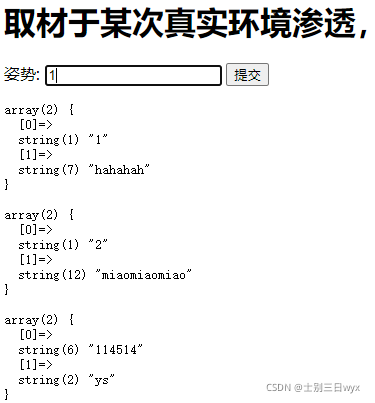 取材于某次真实环境渗透，
姿势: 1 提交
array(2) {
  [0]=>
  string(1) "1"
  [1]=>
  string(7) "hahahah"
}
array(2) {
  [0]=>
  string(1) "2"
  [1]=>
  string(12) "miaomiaomiao"
}
array(2) {
  [0]=>
  string(6) "114514"
  [1]=>
  string(2) "ys"
}
CSDN @士别三日wyx